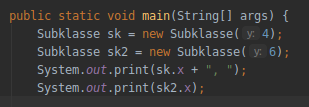 public static void main(String[] args) {
Subklasse sk = new Subklasse( y: 4);
Subklasse sk2 = new Subklasse( y: 6);
System.out.print(sk.x + ", ");
System.out.print(sk2.x);